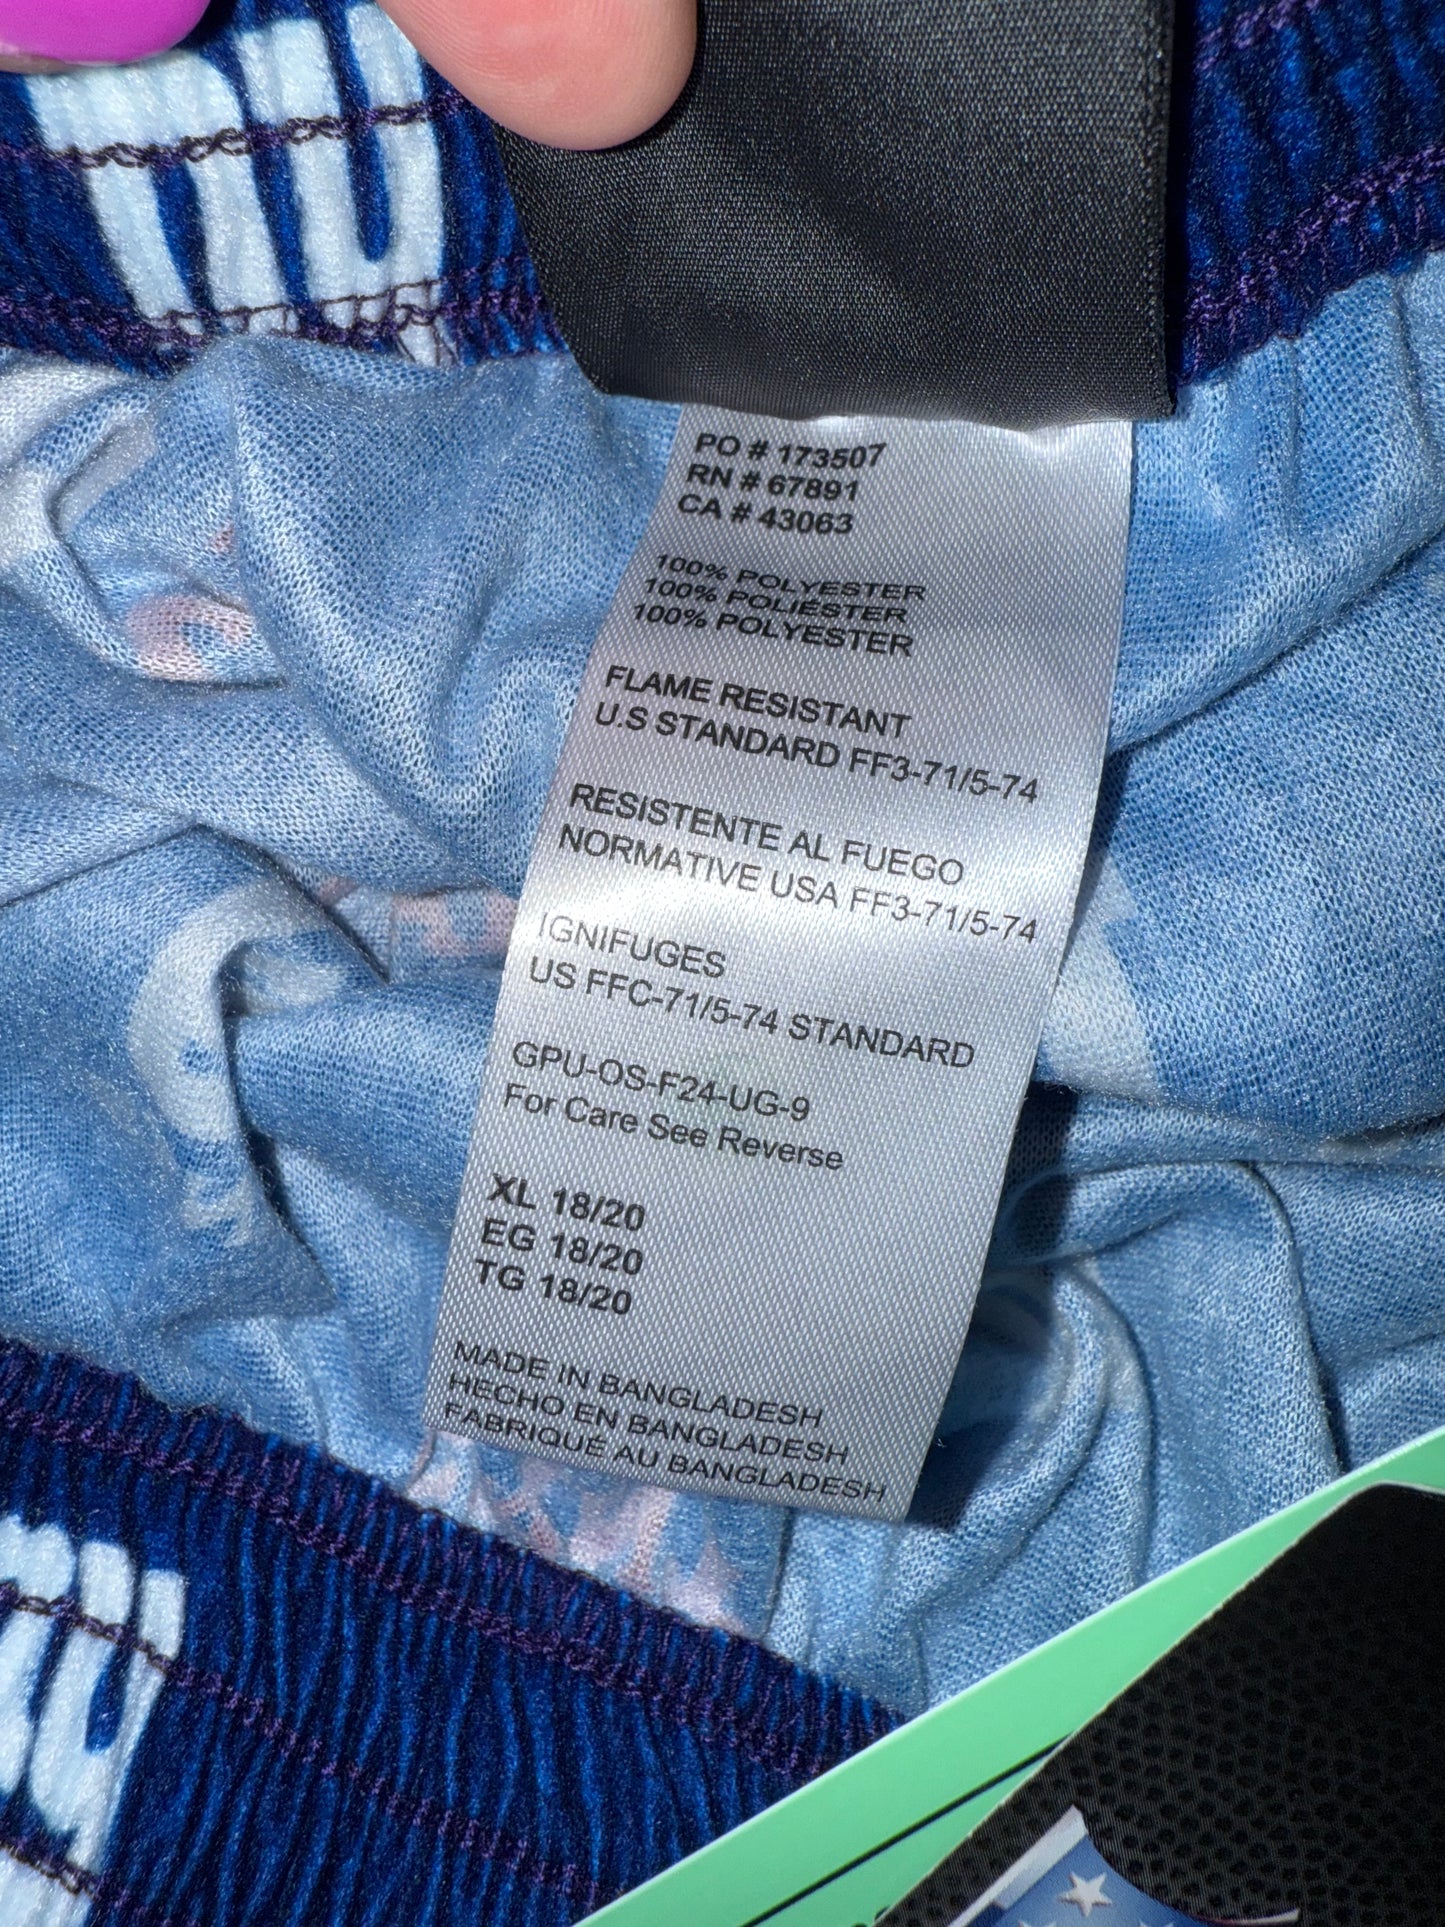 PO # 173507
RN # 67891
CA # 43063
100% POLYESTER
100% POLIÉSTER
100% POLYESTER
FLAME RESISTANT
U.S STANDARD FF3-71/5-74
RESISTENTE AL FUEGO
NORMATIVE USA FF3-71/5-74
IGNIFUGES
US FFC-71/5-74 STANDARD
GPU-OS-F24-UG-9
For Care See Reverse
XL 18/20
EG 18/20
TG 18/20
MADE IN BANGLADESH
HECHO EN BANGLADESH
FABRIQUÉ AU BANGLADESH